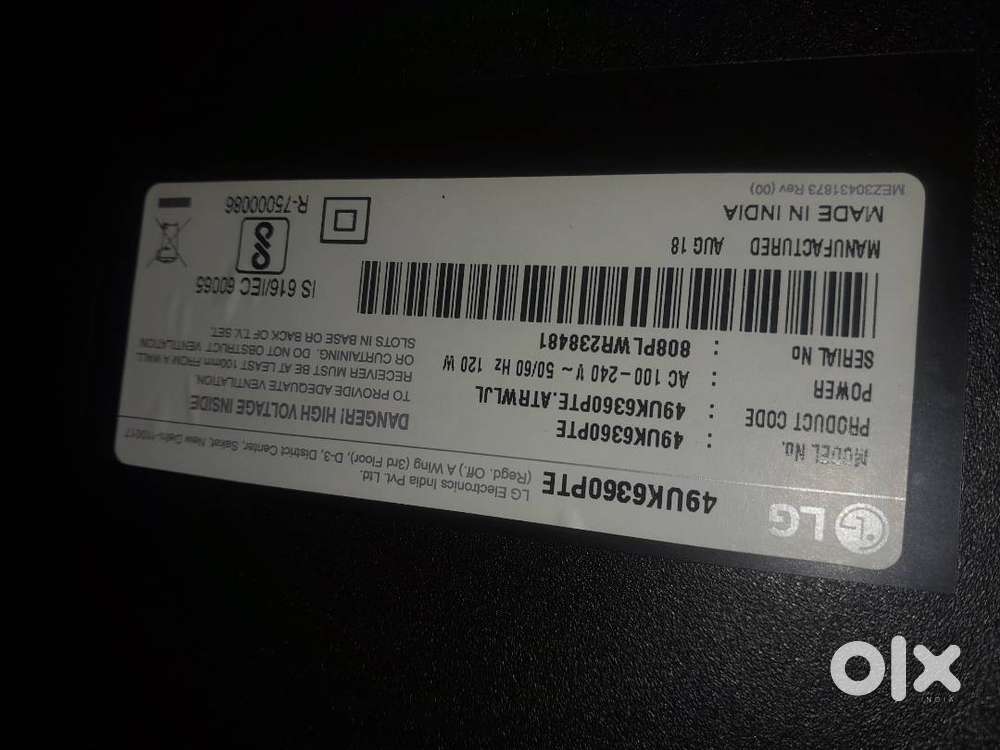 LG 49UK6360PTE
LG Electronics India Pvt. Ltd.
(Regd. Off.,) A Wing (3rd Floor), D-3, District Center, Saket, New Delhi-110017
MODEL No. : 49UK6360PTE
PRODUCT CODE : 49UK6360PTE.ATRWLJL
POWER : AC 100-240 V ~ 50/60 Hz 120 W
SERIAL No : 808PLWR238481
MANUFACTURED AUG 18
MADE IN INDIA
MEZ30431873 Rev (00)
DANGER! HIGH VOLTAGE INSIDE
TO PROVIDE ADEQUATE VENTILATION,
RECEIVER MUST BE AT LEAST 100mm FROM A WALL
OR CURTAINING. DO NOT OBSTRUCT VENTILATION
SLOTS IN BASE OR BACK OF T.V. SET.
IS 616/IEC 60065
R-75000086
olx
INDIA